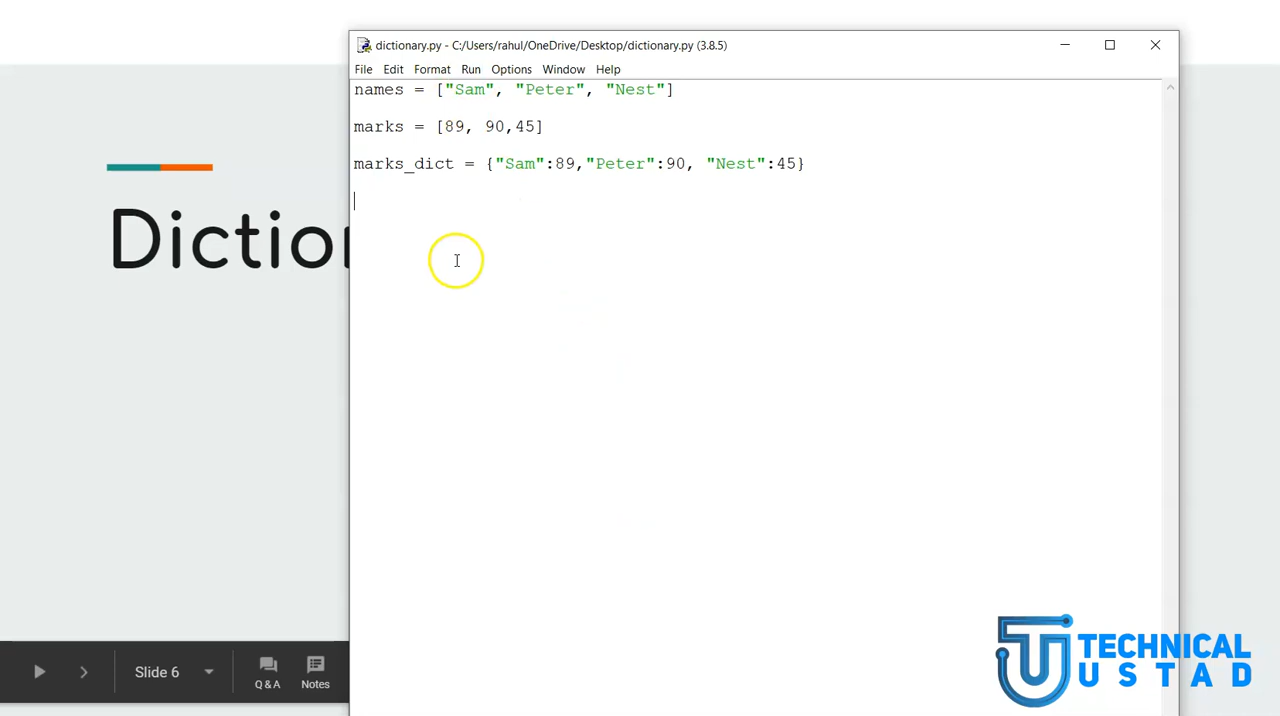 dictionary.py - C:/Users/rahul/OneDrive/Desktop/dictionary.py (3.8.5)
File Edit Format Run Options Window Help
names = ["Sam", "Peter", "Nest"]
marks = [89, 90,45]
marks_dict = {"Sam":89,"Peter":90, "Nest":45}
Diction
Slide 6
Q & A
Notes
TECHNICAL
USTAD